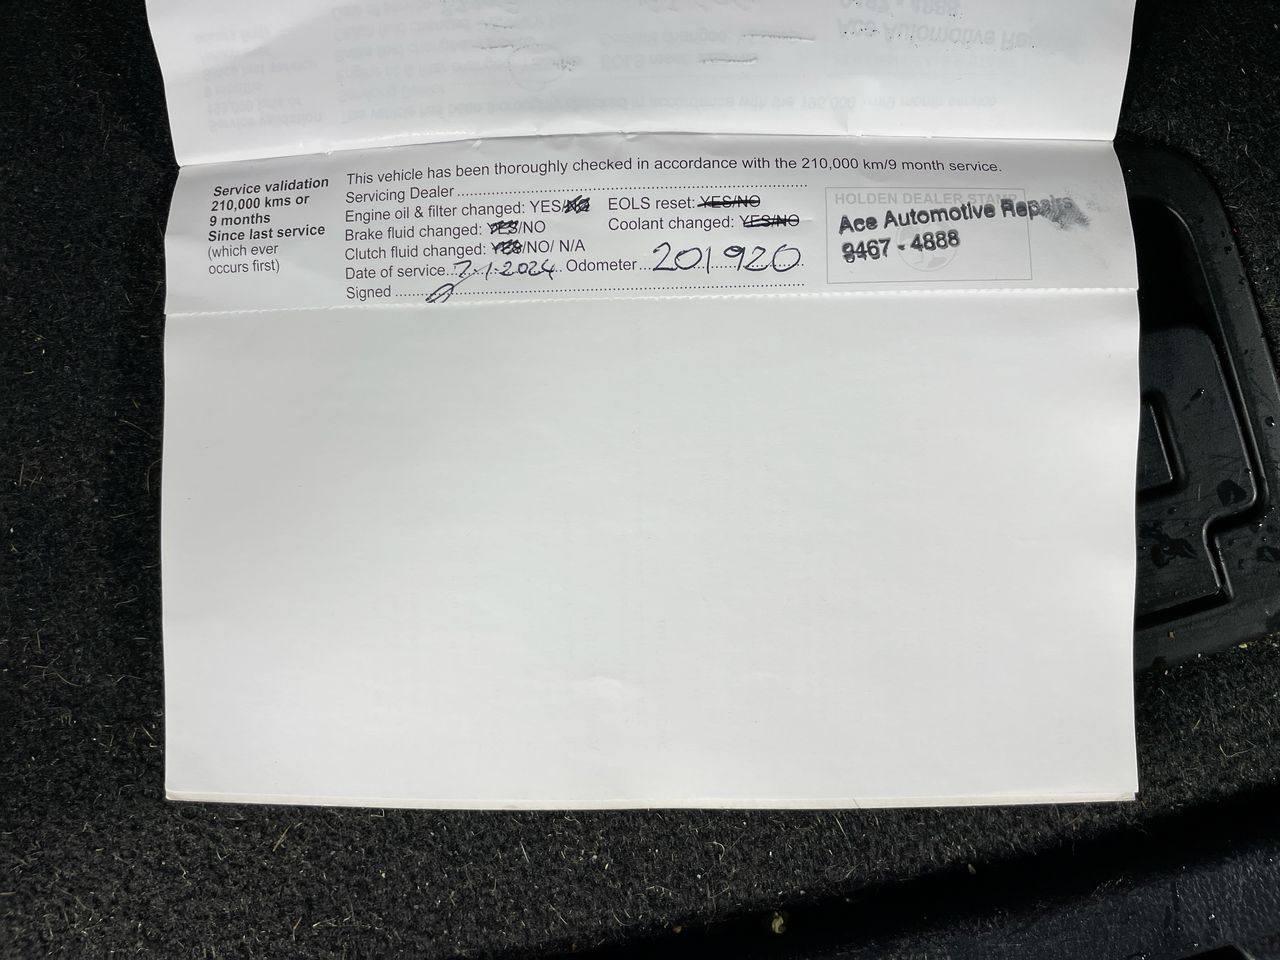 Service validation
210,000 kms or
9 months
Since last service
(which ever
occurs first)
This vehicle has been thoroughly checked in accordance with the 210,000 km/9 month service.
Servicing Dealer
Engine oil & filter changed: YES/NO
Brake fluid changed: YES/NO
Clutch fluid changed: YES/NO/ N/A
Date of service 7.1.2024 Odometer 201920
Signed
EOLS reset: YES/NO
Coolant changed: YES/NO
HOLDEN DEALER STAMP
Ace Automotive Repairs
9467 - 4888